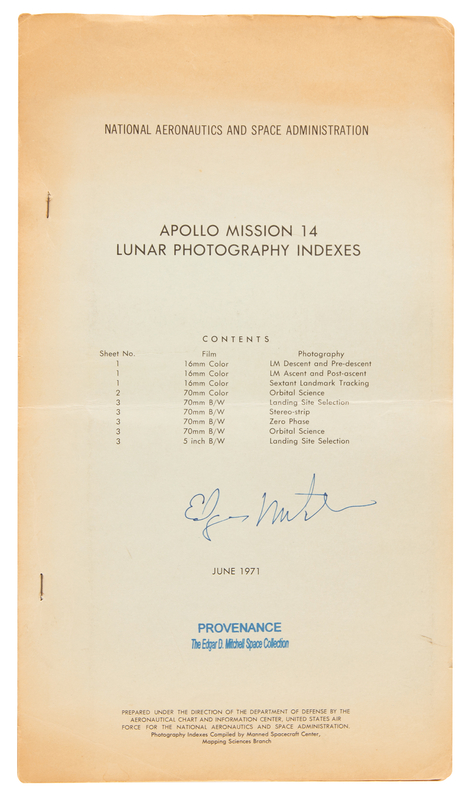 NATIONAL AERONAUTICS AND SPACE ADMINISTRATION
APOLLO MISSION 14
LUNAR PHOTOGRAPHY INDEXES
CONTENTS
Sheet No. Film Photography
1 16mm Color LM Descent and Pre-descent
1 16mm Color LM Ascent and Post-ascent
1 16mm Color Sextant Landmark Tracking
2 70mm Color Orbital Science
3 70mm B/W Landing Site Selection
3 70mm B/W Stereo-strip
3 70mm B/W Zero Phase
3 70mm B/W Orbital Science
3 5 inch B/W Landing Site Selection
Edgar Mitchell
JUNE 1971
PROVENANCE
The Edgar D. Mitchell Space Collection
PREPARED UNDER THE DIRECTION OF THE DEPARTMENT OF DEFENSE BY THE
AERONAUTICAL CHART AND INFORMATION CENTER, UNITED STATES AIR
FORCE FOR THE NATIONAL AERONAUTICS AND SPACE ADMINISTRATION.
Photography Indexes Compiled by Manned Spacecraft Center,
Mapping Sciences Branch